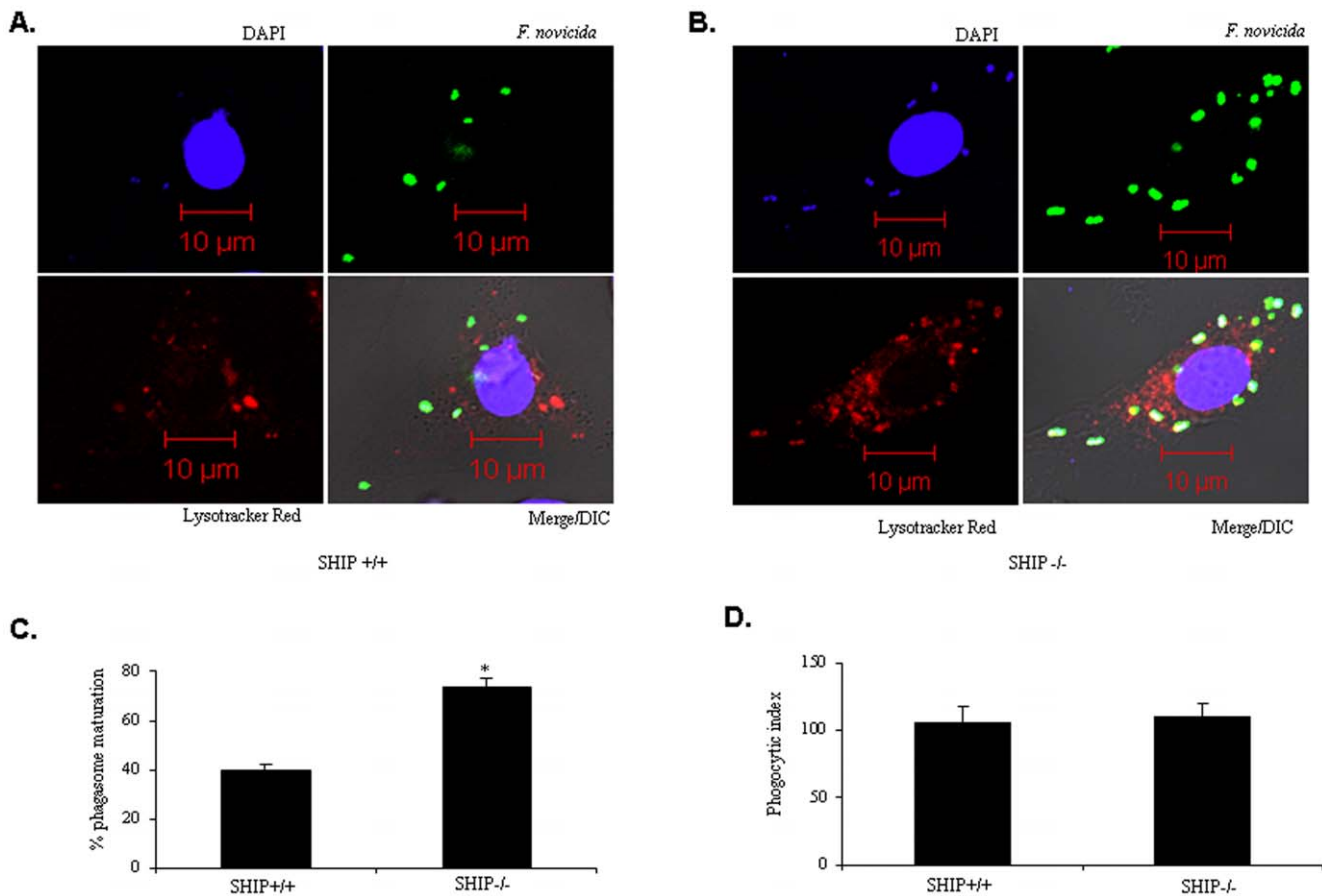 A.
DAPI
F. novicida
10 µm
10 µm
10 µm
10 µm
Lysotracker Red
Merge/DIC
SHIP +/+
B.
DAPI
F. novicida
10 µm
10 µm
10 µm
10 µm
Lysotracker Red
Merge/DIC
SHIP -/-
C.
% phagasome maturation
80
60
40
20
0
*
SHIP+/+
SHIP-/-
D.
Phogocytic index
150
100
50
0
SHIP+/+
SHIP-/-